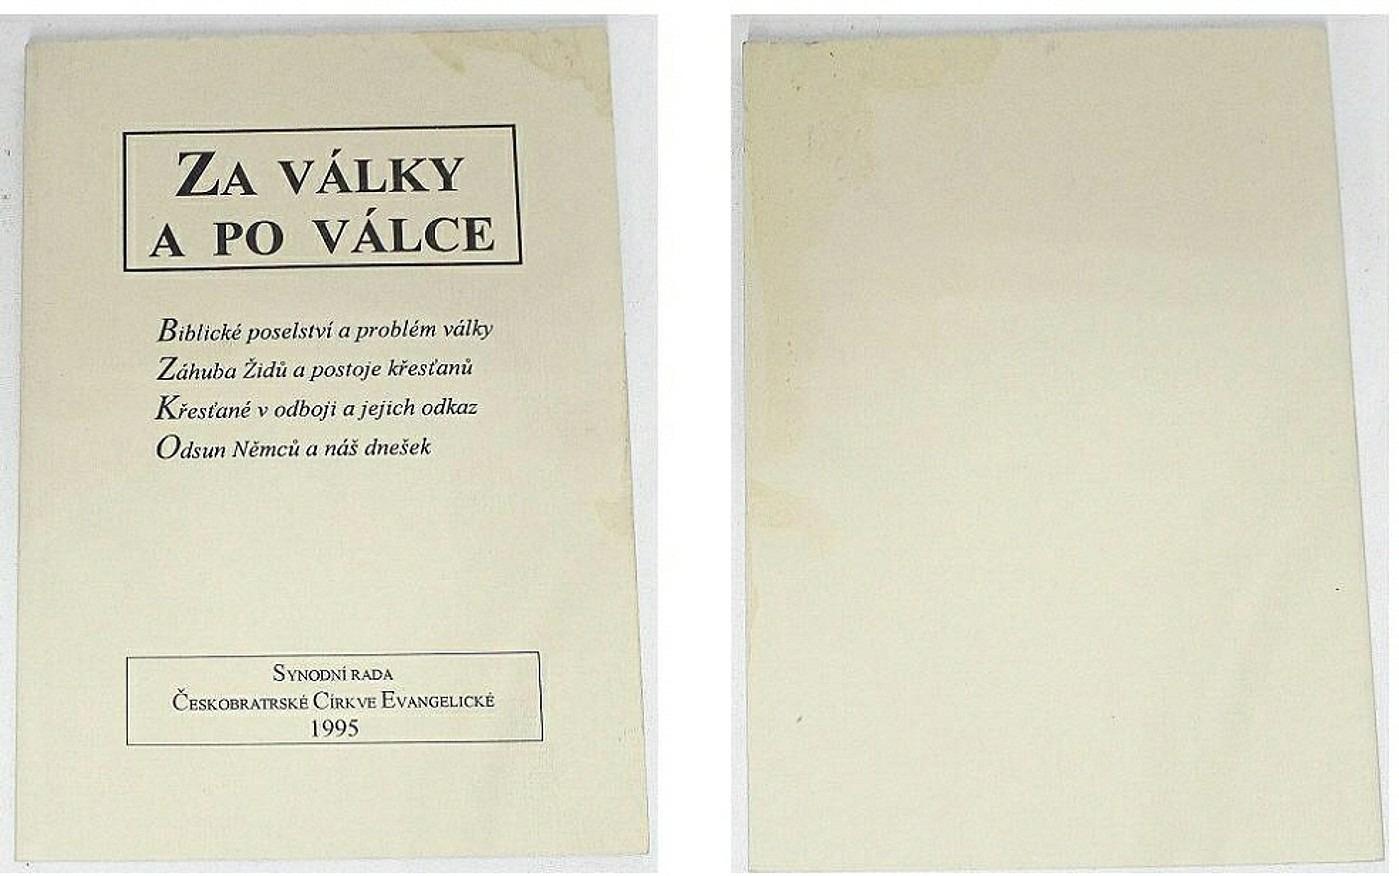 ZA VÁLKY
A PO VÁLCE
Biblické poselství a problém války
Záhuba Židů a postoje křesťanů
Křesťané v odboji a jejich odkaz
Odsun Němců a náš dnešek
SYNODNÍ RADA
ČESKOBRATRSKÉ CÍRKVE EVANGELICKÉ
1995